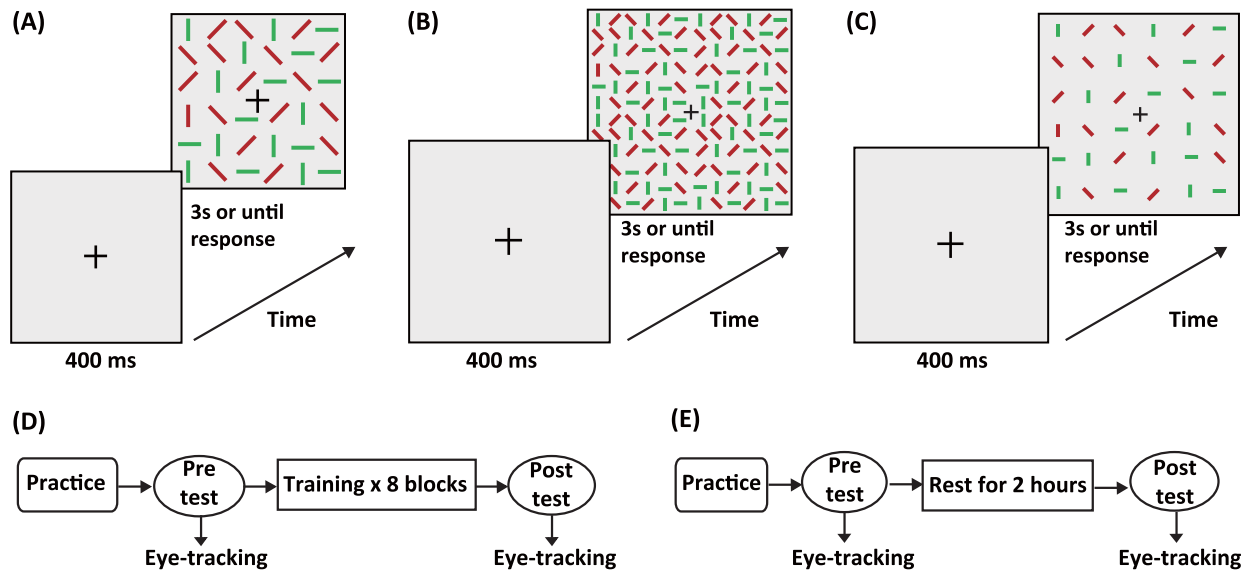 (A)
3s or until
response
Time
400 ms
(B)
3s or until
response
Time
400 ms
(C)
3s or until
response
Time
400 ms
(D)
Practice
Pre
test
Training x 8 blocks
Post
test
Eye-tracking
Eye-tracking
(E)
Practice
Pre
test
Rest for 2 hours
Post
test
Eye-tracking
Eye-tracking